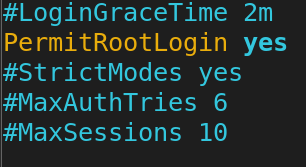 #LoginGraceTime 2m
PermitRootLogin yes
#StrictModes yes
#MaxAuthTries 6
#MaxSessions 10